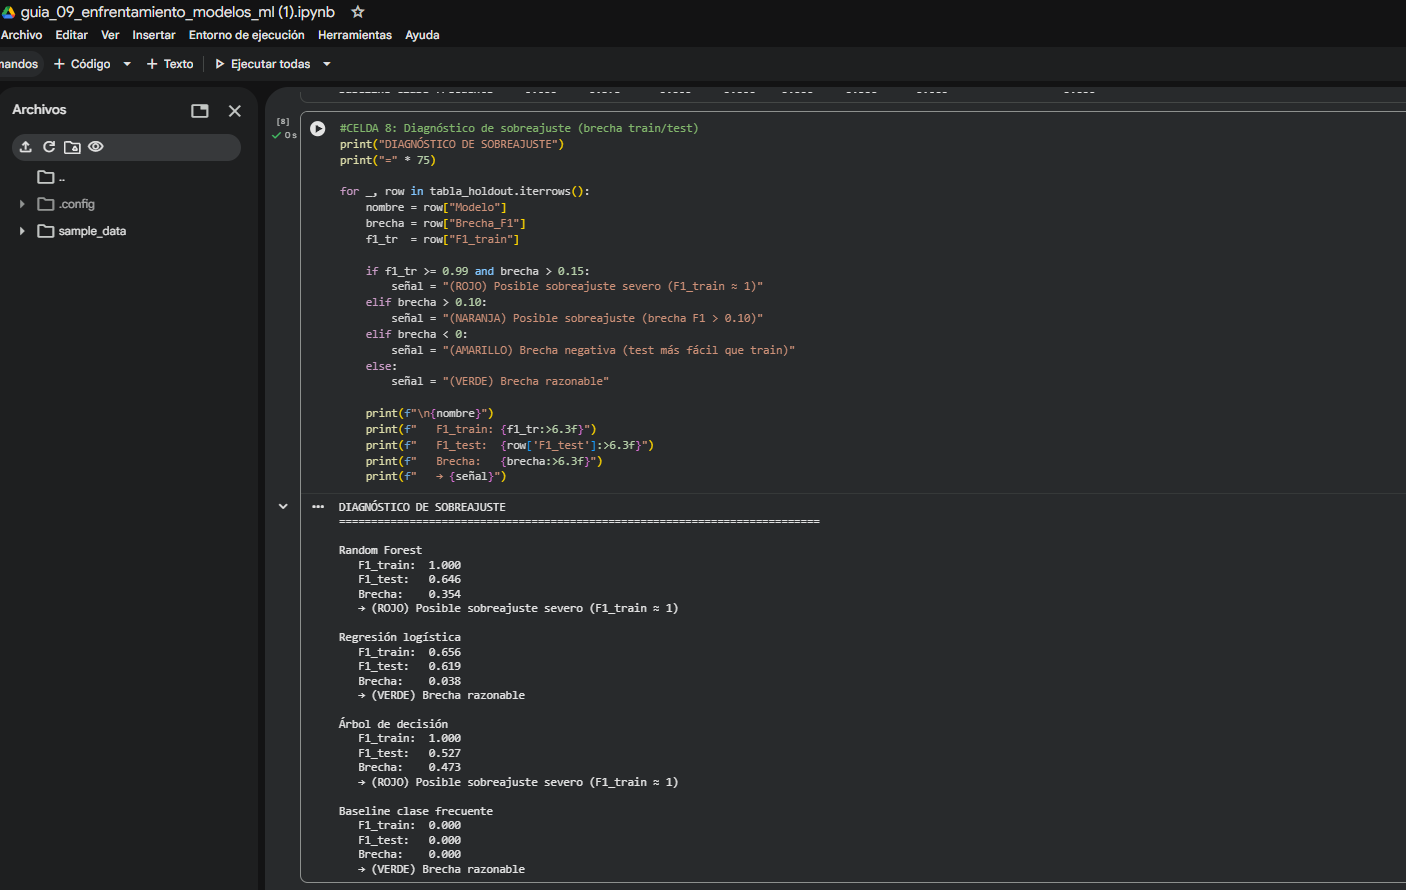 guia_09_enfrentamiento_modelos_ml (1).ipynb
Archivo Editar Ver Insertar Entorno de ejecución Herramientas Ayuda
mandos + Código + Texto Ejecutar todas
Archivos
..
.config
sample_data
[8]
0 s
#CELDA 8: Diagnóstico de sobreajuste (brecha train/test)
print("DIAGNÓSTICO DE SOBREAJUSTE")
print("=" * 75)
for _, row in tabla_holdout.iterrows():
    nombre = row["Modelo"]
    brecha = row["Brecha_F1"]
    f1_tr  = row["F1_train"]
    if f1_tr >= 0.99 and brecha > 0.15:
        señal = "(ROJO) Posible sobreajuste severo (F1_train ≈ 1)"
    elif brecha > 0.10:
        señal = "(NARANJA) Posible sobreajuste (brecha F1 > 0.10)"
    elif brecha < 0:
        señal = "(AMARILLO) Brecha negativa (test más fácil que train)"
    else:
        señal = "(VERDE) Brecha razonable"
    print(f"\n{nombre}")
    print(f"   F1_train: {f1_tr:>6.3f}")
    print(f"   F1_test:  {row['F1_test']:>6.3f}")
    print(f"   Brecha:   {brecha:>6.3f}")
    print(f"   → {señal}")
DIAGNÓSTICO DE SOBREAJUSTE
===========================================================================
Random Forest
   F1_train:  1.000
   F1_test:   0.646
   Brecha:    0.354
   → (ROJO) Posible sobreajuste severo (F1_train ≈ 1)
Regresión logística
   F1_train:  0.656
   F1_test:   0.619
   Brecha:    0.038
   → (VERDE) Brecha razonable
Árbol de decisión
   F1_train:  1.000
   F1_test:   0.527
   Brecha:    0.473
   → (ROJO) Posible sobreajuste severo (F1_train ≈ 1)
Baseline clase frecuente
   F1_train:  0.000
   F1_test:   0.000
   Brecha:    0.000
   → (VERDE) Brecha razonable